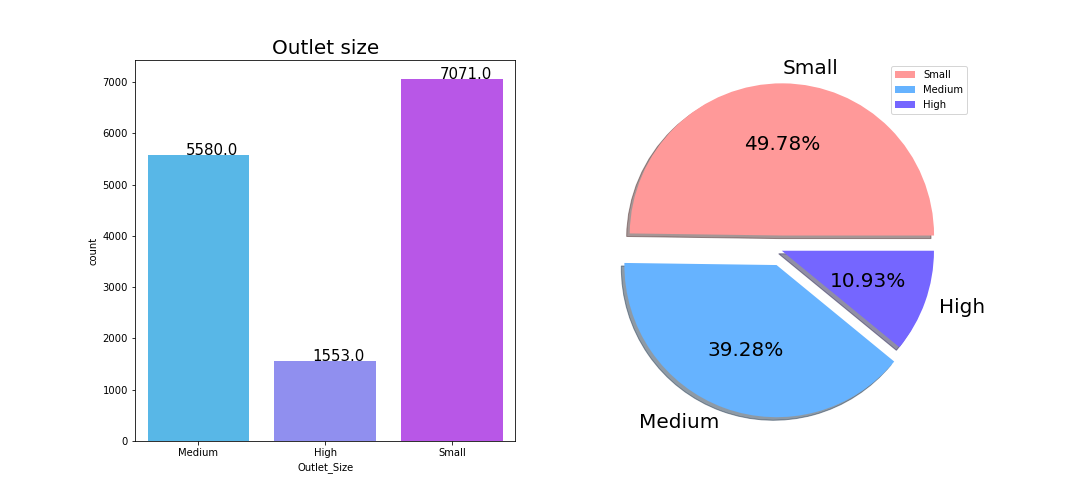 Outlet size
7071.0
5580.0
1553.0
7000
6000
5000
4000
3000
2000
1000
0
count
Medium
High
Small
Outlet_Size
Small
49.78%
10.93%
High
39.28%
Medium
Small
Medium
High